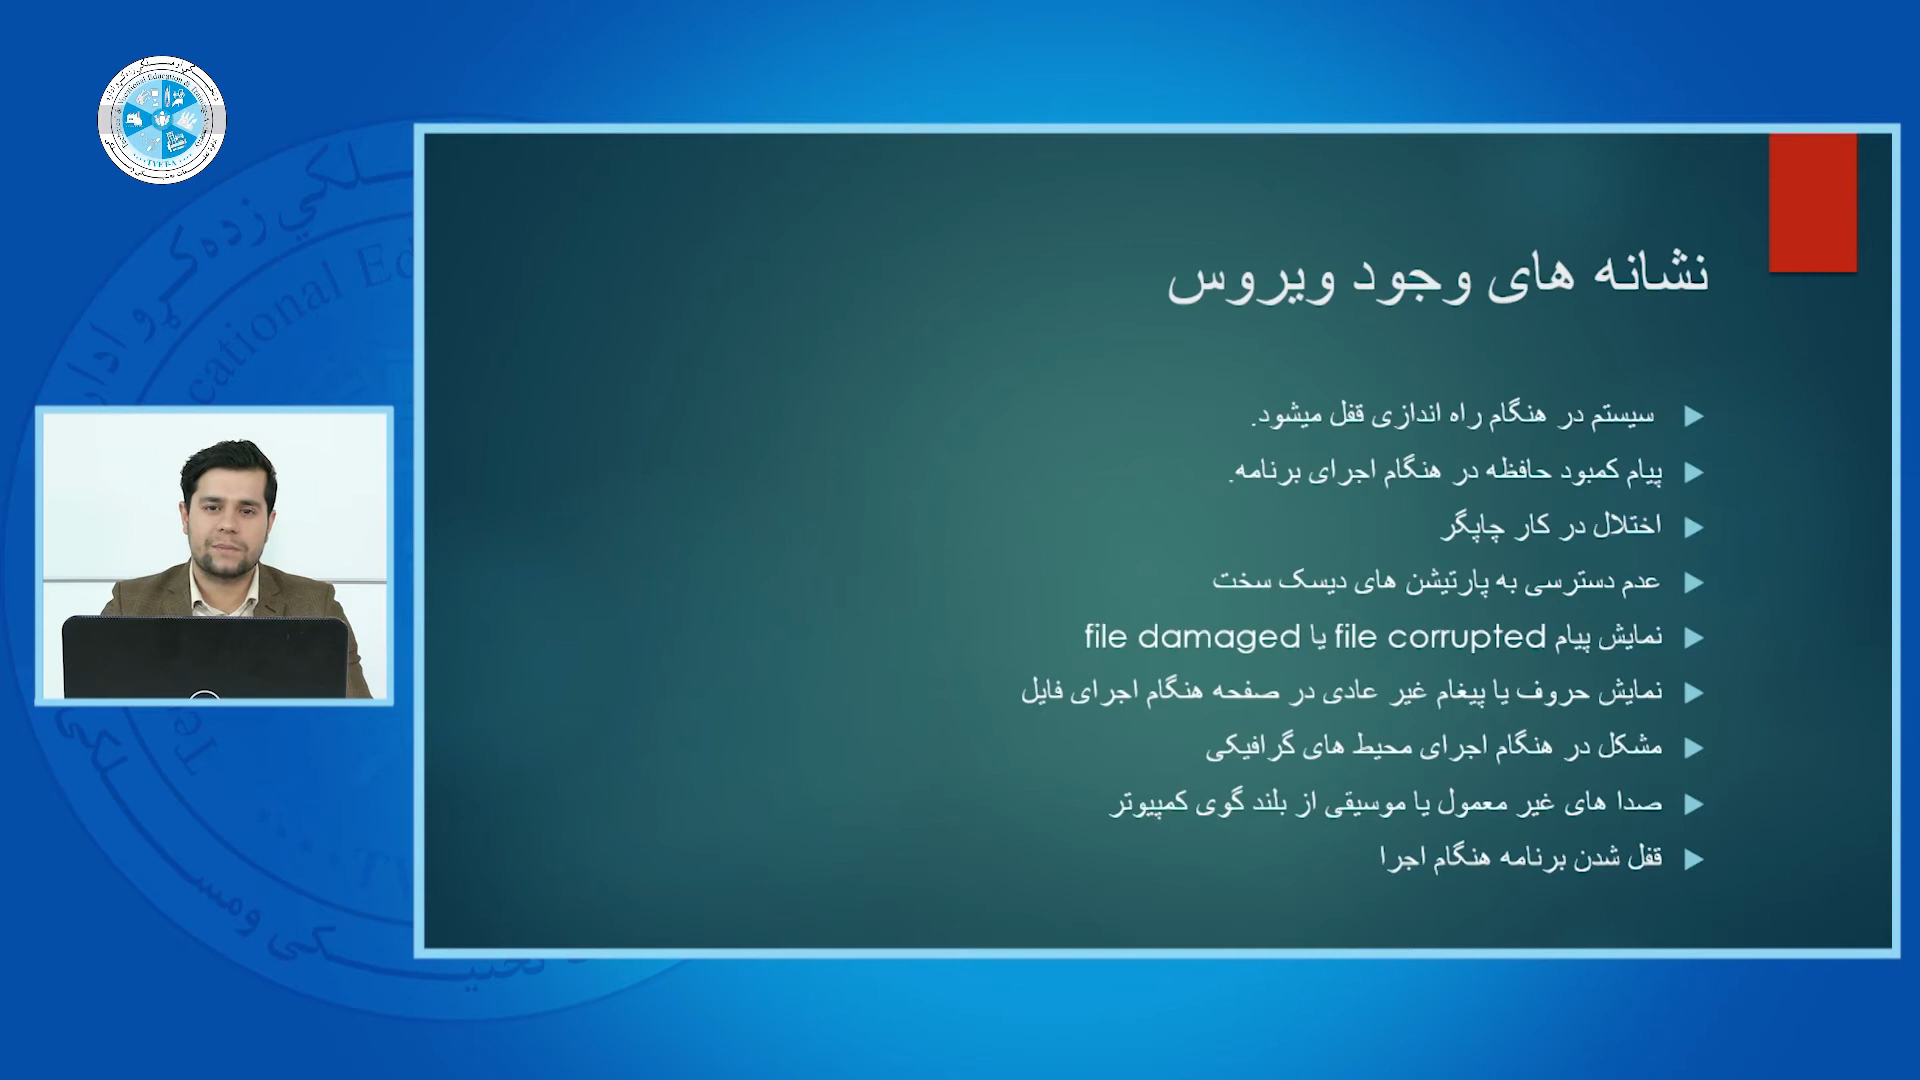 نشانه های وجود ویروس
سیستم در هنگام راه اندازی قفل میشود.
پیام کمبود حافظه در هنگام اجرای برنامه.
اختلال در کار چاپگر
عدم دسترسی به پارتیشن های دیسک سخت
نمایش پیام file corrupted یا file damaged
نمایش حروف یا پیغام غیر عادی در صفحه هنگام اجرای فایل
مشکل در هنگام اجرای محیط های گرافیکی
صدا های غیر معمول یا موسیقی از بلند گوی کمپیوتر
قفل شدن برنامه هنگام اجرا